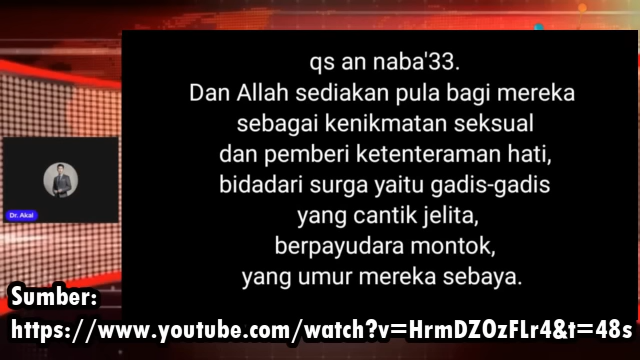 qs an naba'33.
Dan Allah sediakan pula bagi mereka
sebagai kenikmatan seksual
dan pemberi ketenteraman hati,
bidadari surga yaitu gadis-gadis
yang cantik jelita,
berpayudara montok,
yang umur mereka sebaya.
Dr. Akal
Sumber:
https://www.youtube.com/watch?v=HrmDZOzFLr4&t=48s